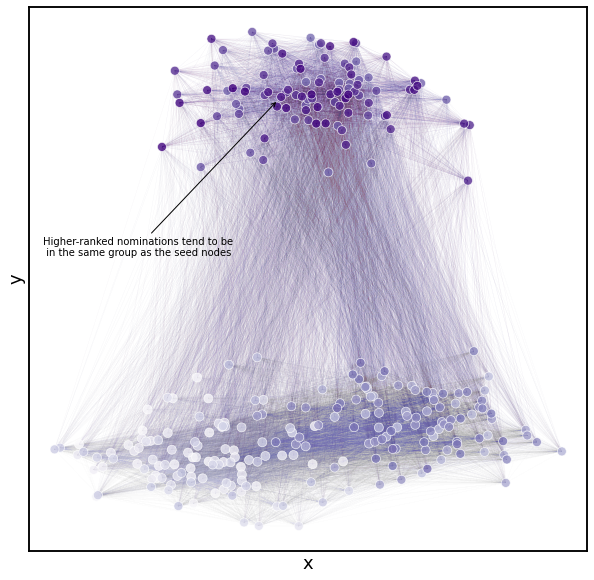 Higher-ranked nominations tend to be
in the same group as the seed nodes
y
x